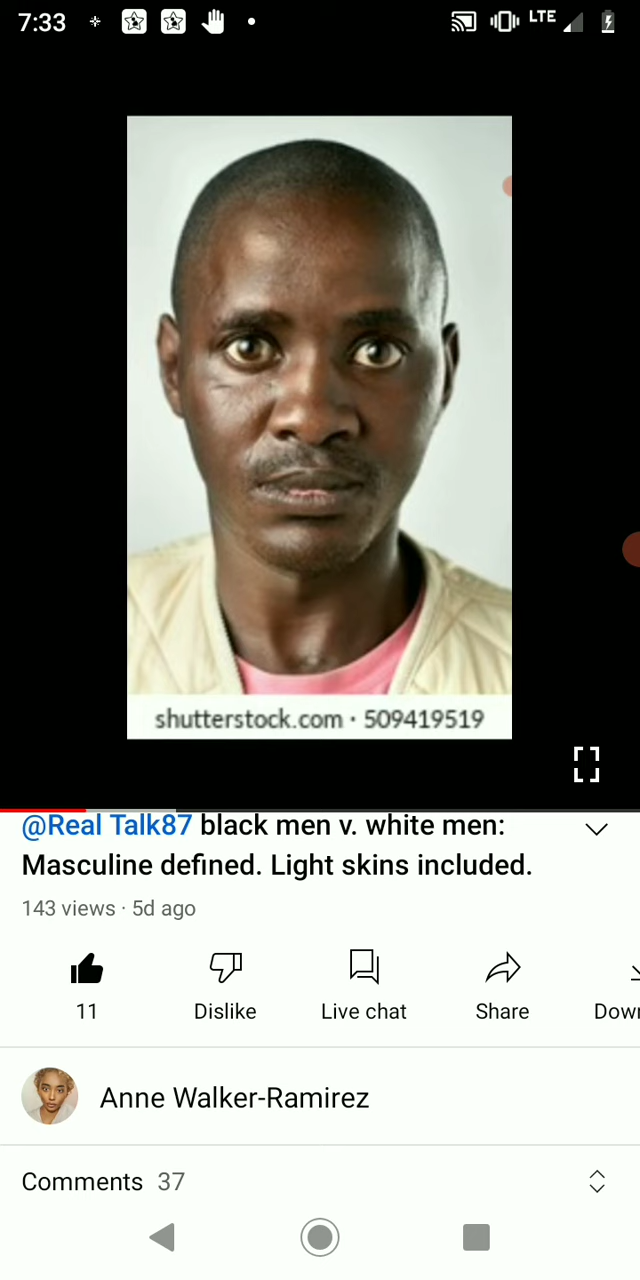 7:33
LTE
shutterstock.com · 509419519
@Real Talk87 black men v. white men:
Masculine defined. Light skins included.
143 views · 5d ago
11
Dislike
Live chat
Share
Down
Anne Walker-Ramirez
Comments 37